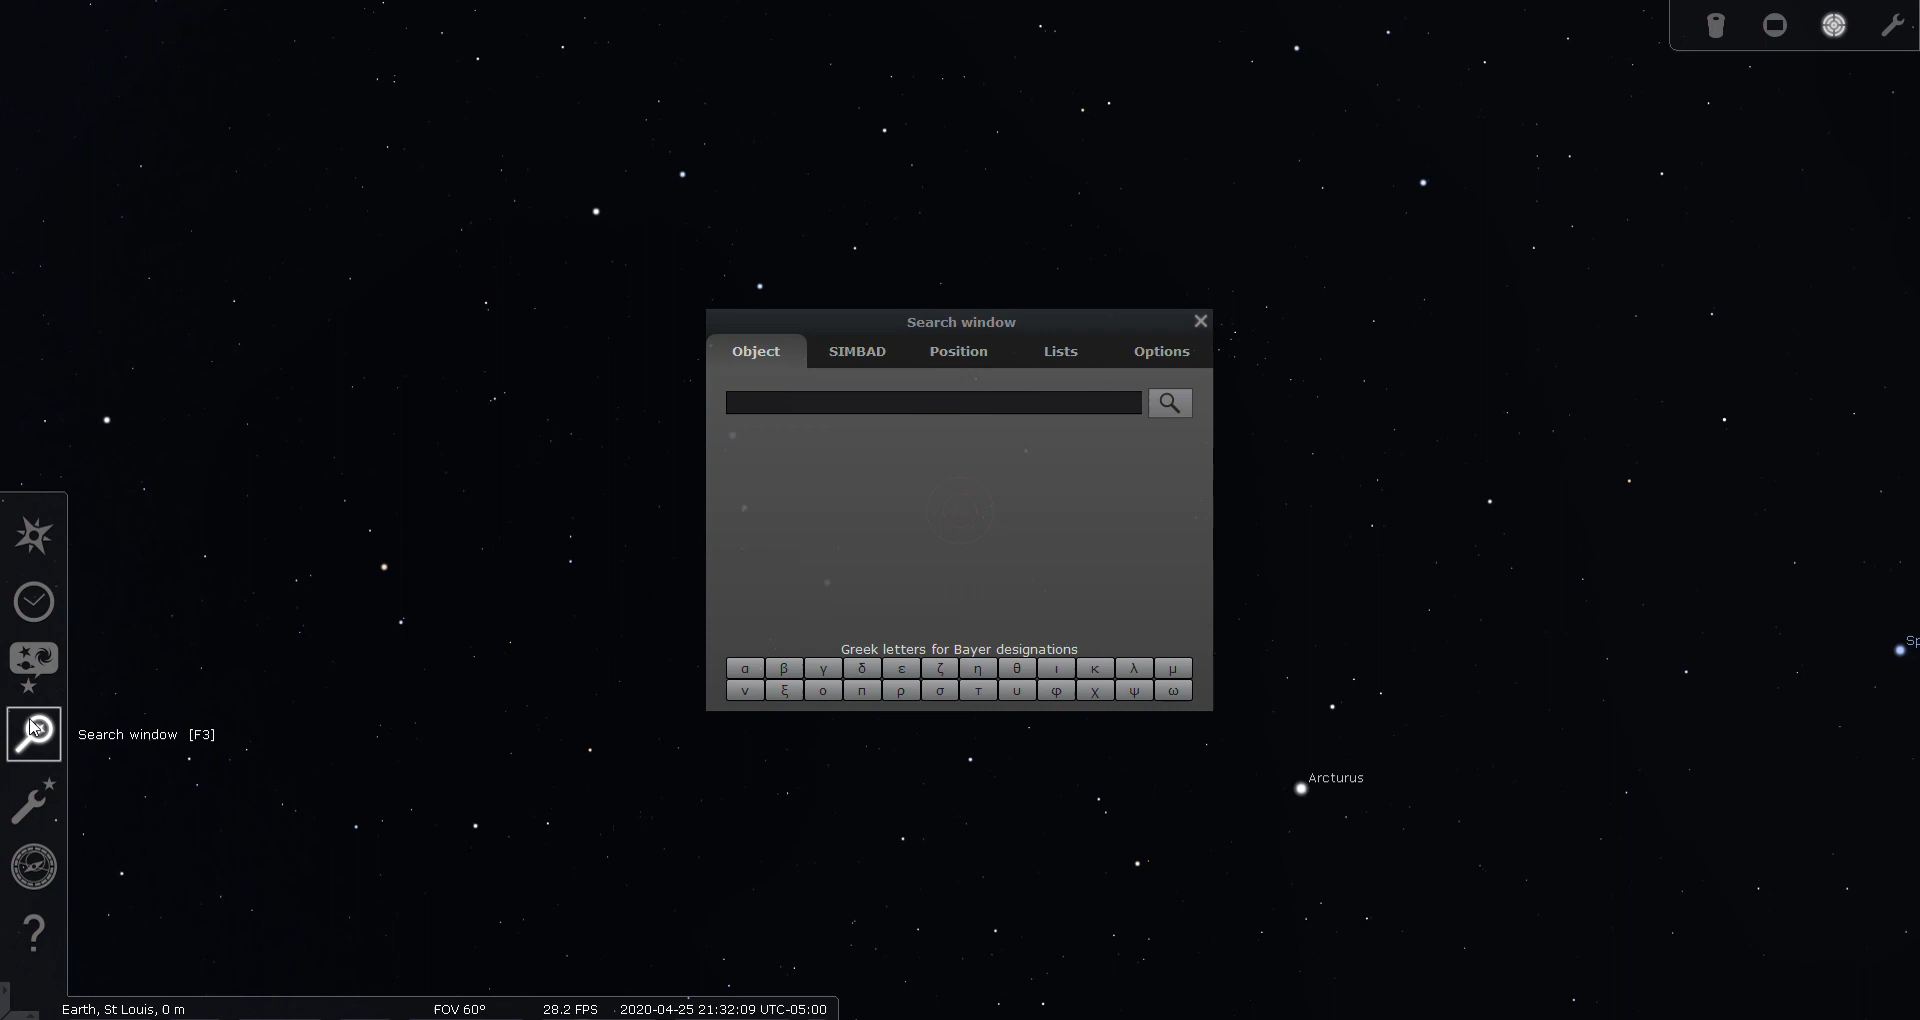 Search window
Object SIMBAD Position Lists Options
Sp
Greek letters for Bayer designations
α β γ δ ε ζ η θ ι κ λ μ
ν ξ ο π ρ σ τ υ φ χ ψ ω
Search window [F3]
Arcturus
Earth, St Louis, 0 m FOV 60° 28.2 FPS 2020-04-25 21:32:09 UTC-05:00